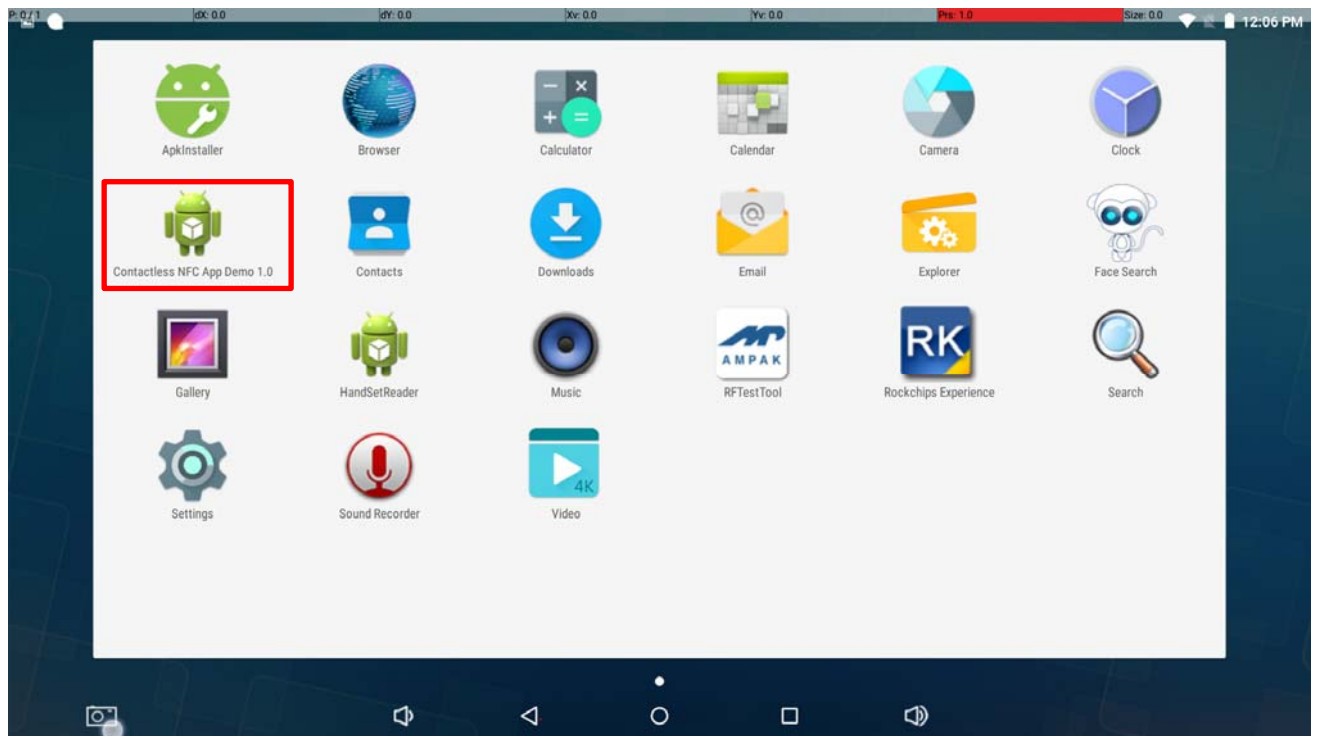 P: 0 / 1 dX: 0.0 dY: 0.0 Xv: 0.0 Yv: 0.0 Prs: 1.0 Size: 0.0
12:06 PM
ApkInstaller Browser Calculator Calendar Camera Clock
Contactless NFC App Demo 1.0 Contacts Downloads Email Explorer Face Search
AMPAK RK
Gallery HandSetReader Music RFTestTool Rockchips Experience Search
4K
Settings Sound Recorder Video